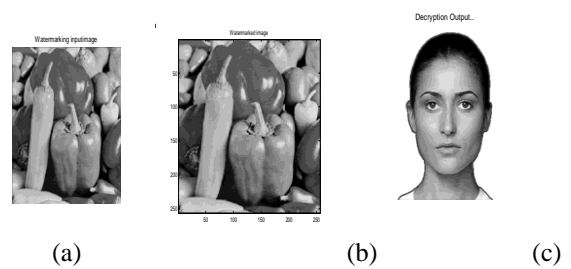 Watermarking inputimage
Watermarked image
Decryption Output..
50
100
150
200
250
50 100 150 200 250
(a) (b) (c)